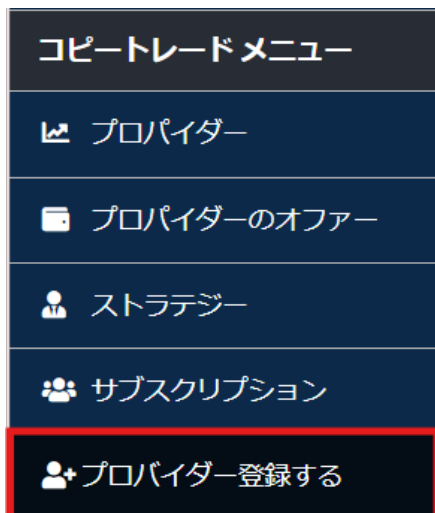 コピートレード メニュー
プロバイダー
プロバイダーのオファー
ストラテジー
サブスクリプション
プロバイダー登録する